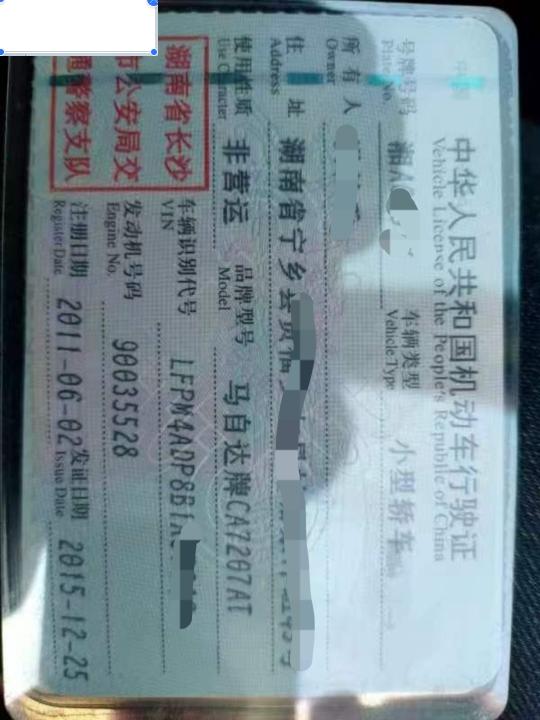 中华人民共和国机动车行驶证
Vehicle License of the People's Republic of China
号牌号码 湘A 车辆类型 小型轿车
Plate No. Vehicle Type
所有人
Owner
住址 湖南省宁乡县
Address
使用性质 非营运 品牌型号 马自达牌CA7207AT
Use Character Model
湖南省长沙
市公安局交
通警察支队
车辆识别代号 LFPM4ADP8B1A
VIN
发动机号码 90035528
Engine No.
注册日期 2011-06-02 发证日期 2015-12-25
Register Date Issue Date